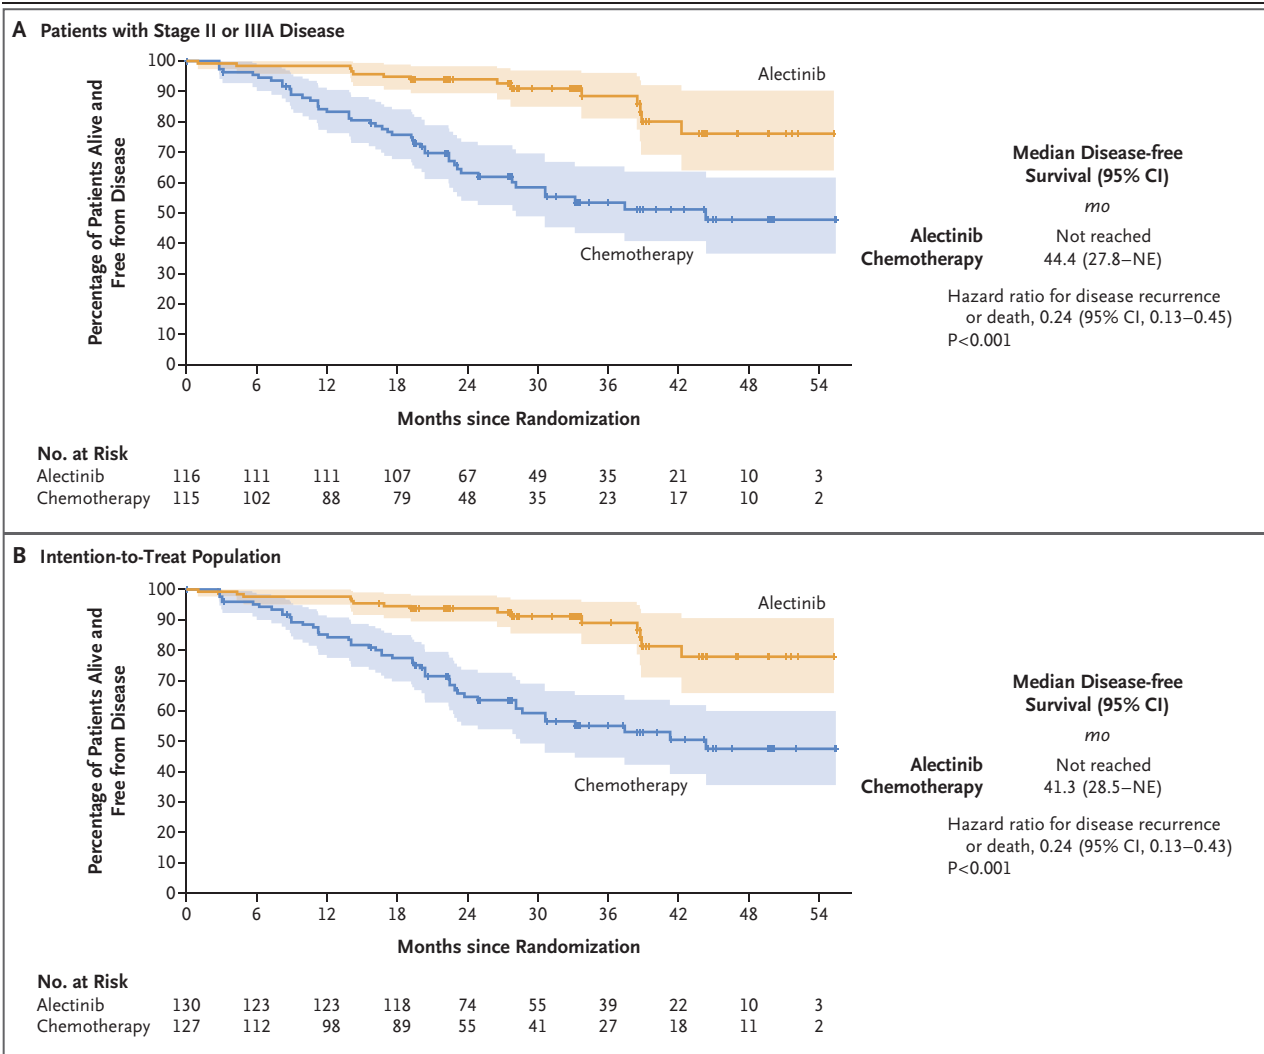 A Patients with Stage II or IIIA Disease
Percentage of Patients Alive and
Free from Disease
100
90
80
70
60
50
40
30
20
10
0
Alectinib
Chemotherapy
0 6 12 18 24 30 36 42 48 54
Months since Randomization
Median Disease-free
Survival (95% CI)
mo
Alectinib Not reached
Chemotherapy 44.4 (27.8–NE)
Hazard ratio for disease recurrence
or death, 0.24 (95% CI, 0.13–0.45)
P<0.001
No. at Risk
Alectinib 116 111 111 107 67 49 35 21 10 3
Chemotherapy 115 102 88 79 48 35 23 17 10 2
B Intention-to-Treat Population
Percentage of Patients Alive and
Free from Disease
100
90
80
70
60
50
40
30
20
10
0
Alectinib
Chemotherapy
0 6 12 18 24 30 36 42 48 54
Months since Randomization
Median Disease-free
Survival (95% CI)
mo
Alectinib Not reached
Chemotherapy 41.3 (28.5–NE)
Hazard ratio for disease recurrence
or death, 0.24 (95% CI, 0.13–0.43)
P<0.001
No. at Risk
Alectinib 130 123 123 118 74 55 39 22 10 3
Chemotherapy 127 112 98 89 55 41 27 18 11 2